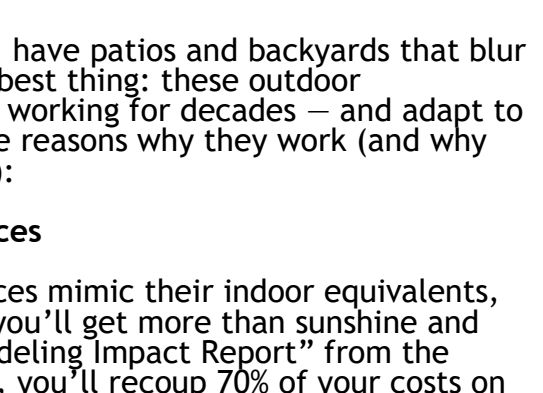 have patios and backyards that blur
best thing: these outdoor
working for decades — and adapt to
e reasons why they work (and why
):
ces
ces mimic their indoor equivalents,
you’ll get more than sunshine and
deling Impact Report” from the
, you’ll recoup 70% of your costs on